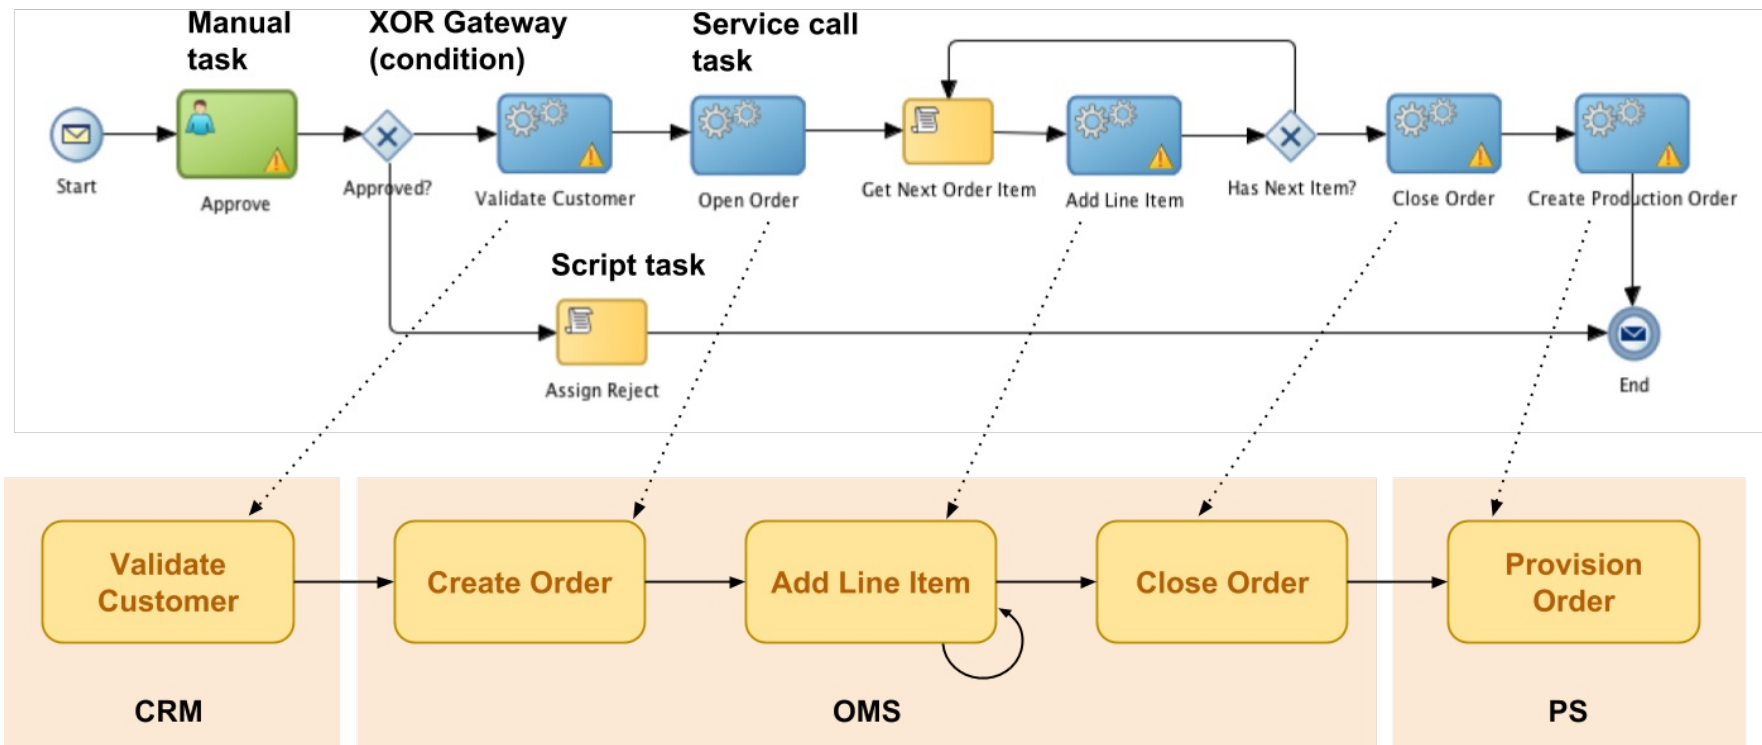 Manual
task
XOR Gateway
(condition)
Service call
task
Start
Approve
Approved?
Validate Customer
Open Order
Get Next Order Item
Add Line Item
Has Next Item?
Close Order
Create Production Order
Script task
Assign Reject
End
Validate
Customer
Create Order
Add Line Item
Close Order
Provision
Order
CRM
OMS
PS